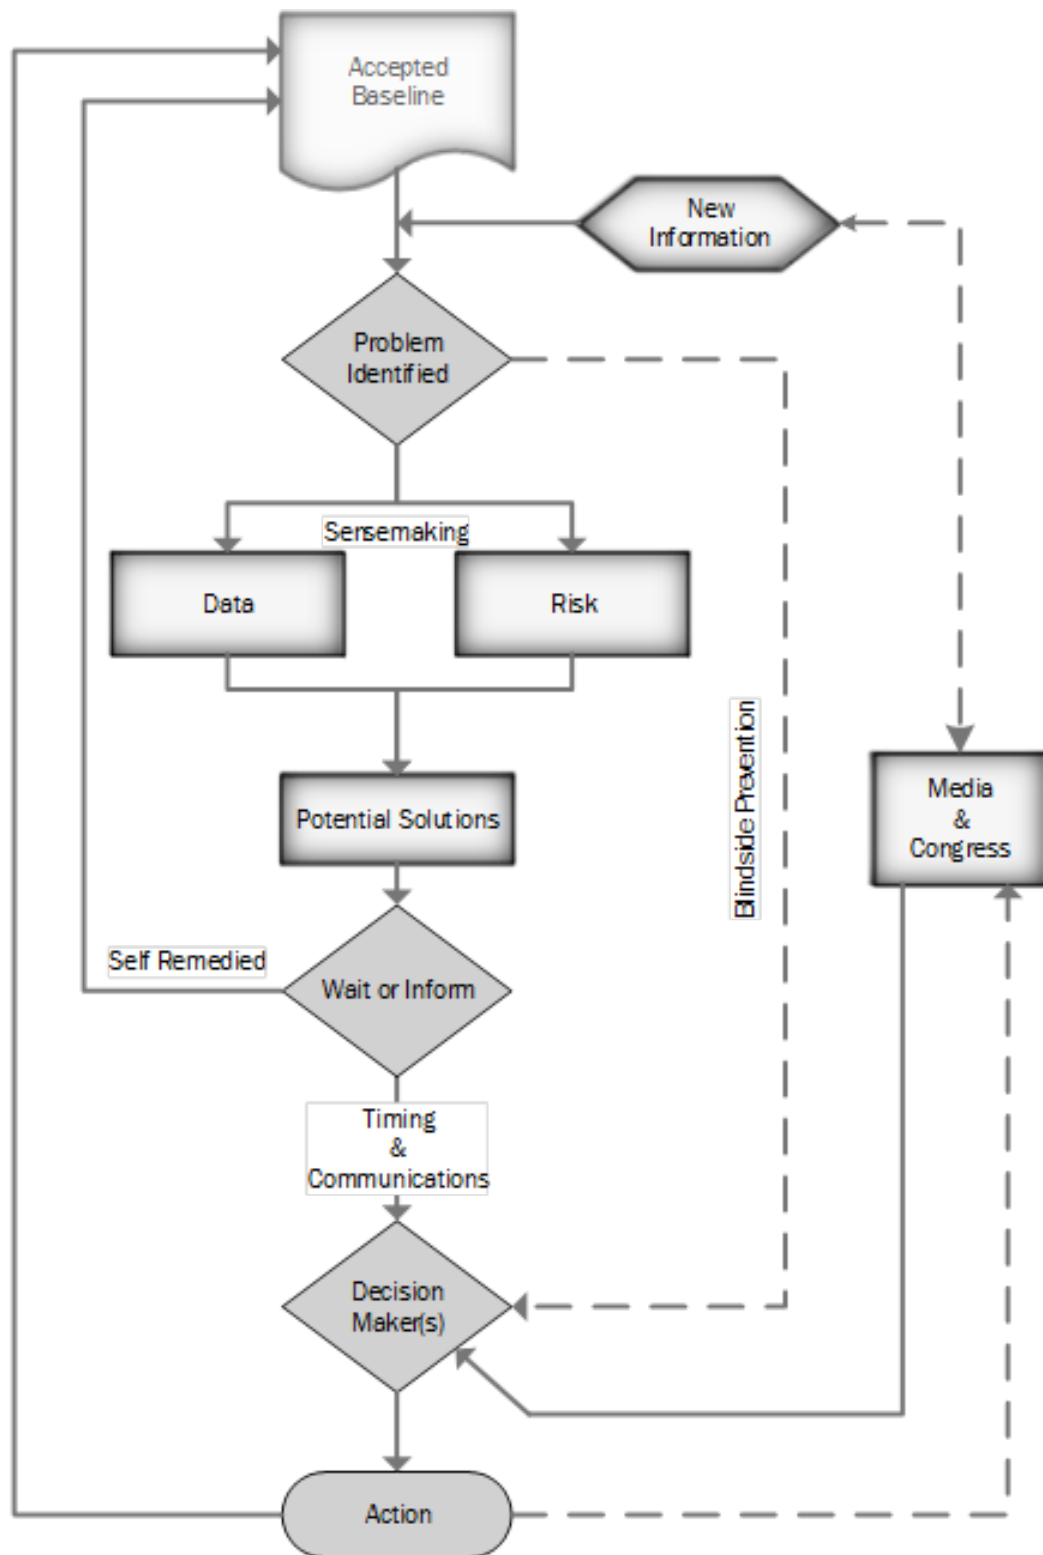 Accepted
Baseline
New
Information
Problem
Identified
Sensemaking
Data
Risk
Blindside Prevention
Potential Solutions
Media
&
Congress
Self Remedied
Wait or Inform
Timing
&
Communications
Decision
Maker(s)
Action